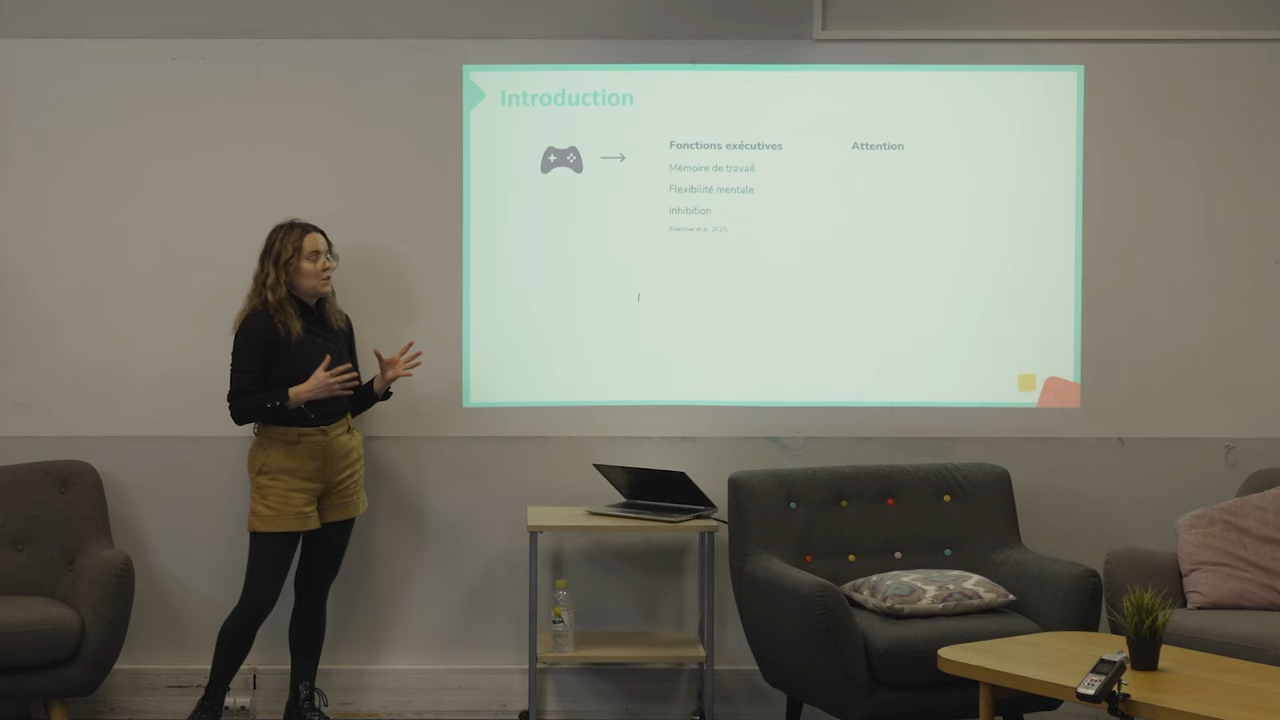 Introduction
Fonctions exécutives
Attention
Mémoire de travail
Flexibilité mentale
Inhibition